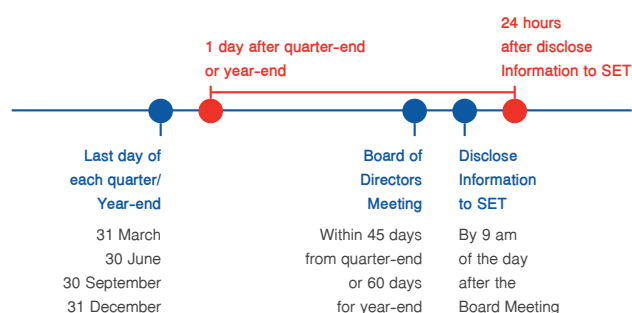 24 hours
after disclose
Information to SET
1 day after quarter-end
or year-end
Last day of
each quarter/
Year-end
31 March
30 June
30 September
31 December
Board of
Directors
Meeting
Within 45 days
from quarter-end
or 60 days
for year-end
Disclose
Information
to SET
By 9 am
of the day
after the
Board Meeting